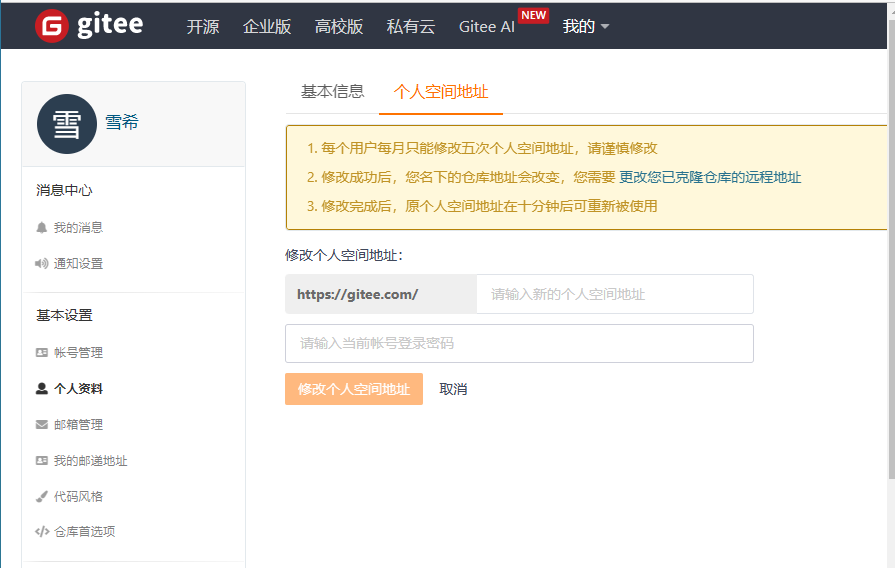 gitee 开源 企业版 高校版 私有云 Gitee AI NEW 我的
雪 雪希
消息中心
我的消息
通知设置
基本设置
帐号管理
个人资料
邮箱管理
我的邮递地址
代码风格
仓库首选项
基本信息 个人空间地址
1. 每个用户每月只能修改五次个人空间地址，请谨慎修改
2. 修改成功后，您名下的仓库地址会改变，您需要 更改您已克隆仓库的远程地址
3. 修改完成后，原个人空间地址在十分钟后可重新被使用
修改个人空间地址：
https://gitee.com/ 请输入新的个人空间地址
请输入当前帐号登录密码
修改个人空间地址 取消